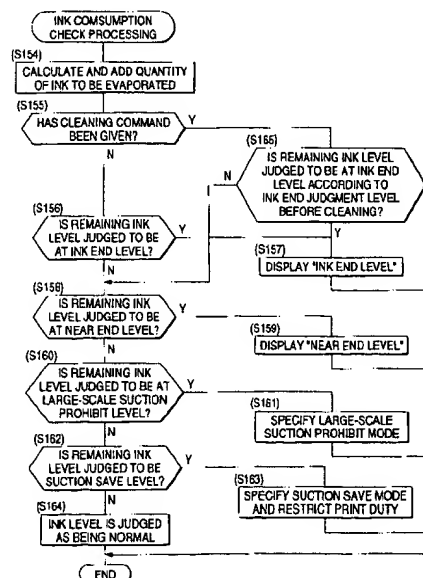 INK COMSUMPTION
CHECK PROCESSING
(S154)
CALCULATE AND ADD QUANTITY
OF INK TO BE EVAPORATED
(S155)
HAS CLEANING COMMAND
BEEN GIVEN?
Y
N
(S165)
IS REMAINING INK LEVEL
JUDGED TO BE AT INK END
LEVEL ACCORDING TO
INK END JUDGMENT LEVEL
BEFORE CLEANING?
N
Y
(S156)
IS REMAINING INK
LEVEL JUDGED TO BE
AT INK END LEVEL?
Y
N
(S157)
DISPLAY "INK END LEVEL"
(S158)
IS REMAINING INK
LEVEL JUDGED TO BE
AT NEAR END LEVEL?
Y
N
(S159)
DISPLAY "NEAR END LEVEL"
(S160)
IS REMAINING INK
LEVEL JUDGED TO BE AT
LARGE-SCALE SUCTION
PROHIBIT LEVEL?
Y
N
(S161)
SPECIFY LARGE-SCALE
SUCTION PROHIBIT MODE
(S162)
IS REMAINING INK
LEVEL JUDGED TO BE
SUCTION SAVE LEVEL?
Y
N
(S163)
SPECIFY SUCTION SAVE MODE
AND RESTRICT PRINT DUTY
(S164)
INK LEVEL IS JUDGED
AS BEING NORMAL
END